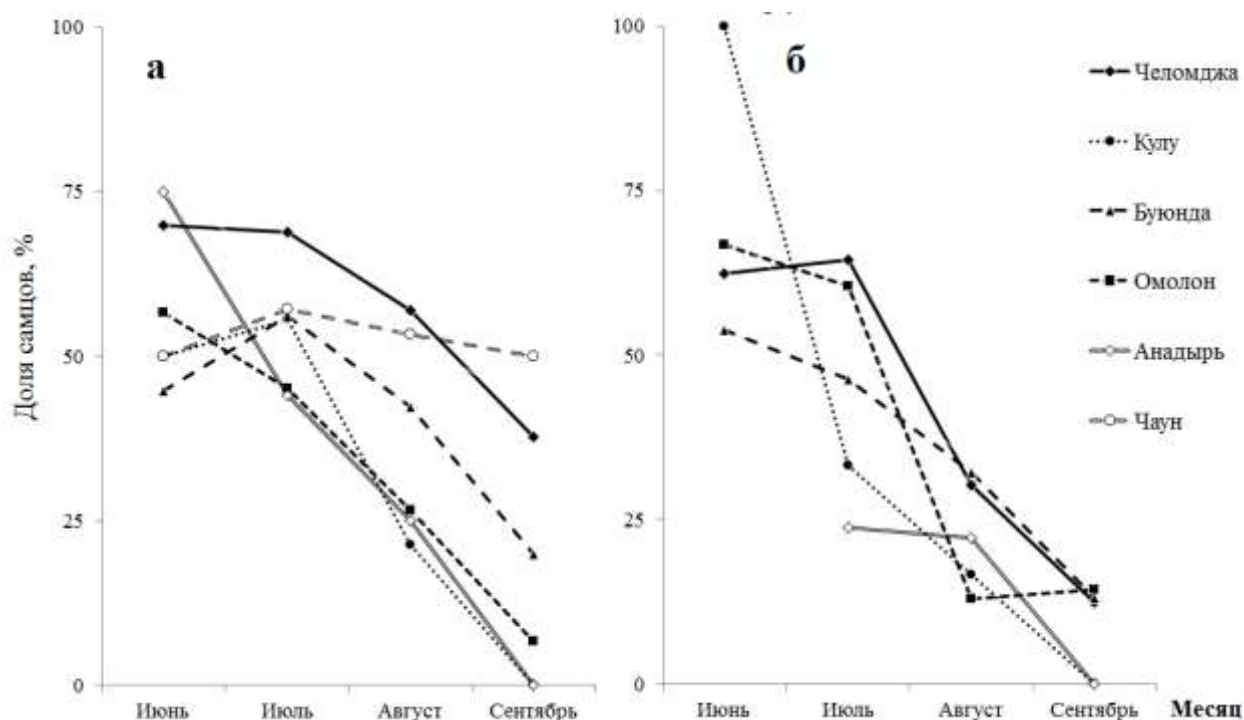 100
75
50
25
0
Доля самцов, %
а
Июнь
Июль
Август
Сентябрь
100
75
50
25
0
б
Июнь
Июль
Август
Сентябрь
Месяц
Челомджа
Кулу
Буюнда
Омолон
Анадырь
Чаун